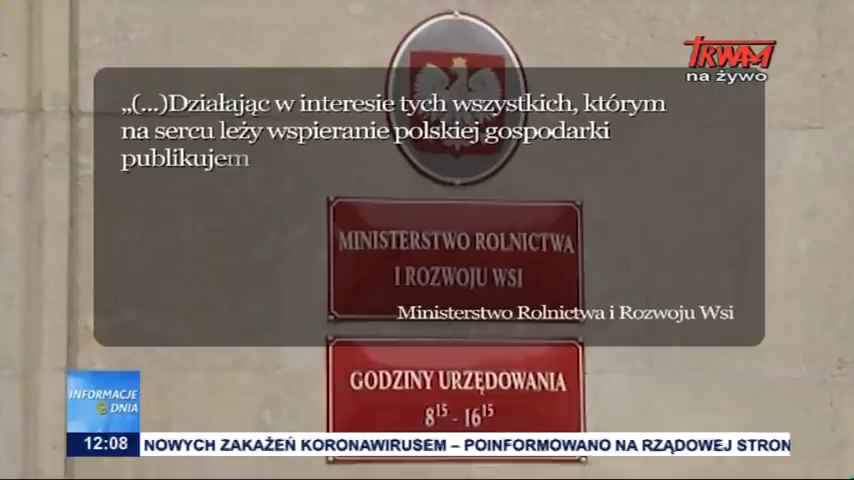 TRWAM
na żywo
„(...)Działając w interesie tych wszystkich, którym
na sercu leży wspieranie polskiej gospodarki
publikujem
MINISTERSTWO ROLNICTWA
I ROZWOJU WSI
Ministerstwo Rolnictwa i Rozwoju Wsi
GODZINY URZĘDOWANIA
8¹⁵ - 16¹⁵
INFORMACJE
DNIA
12:08 NOWYCH ZAKAŻEŃ KORONAWIRUSEM – POINFORMOWANO NA RZĄDOWEJ STRON